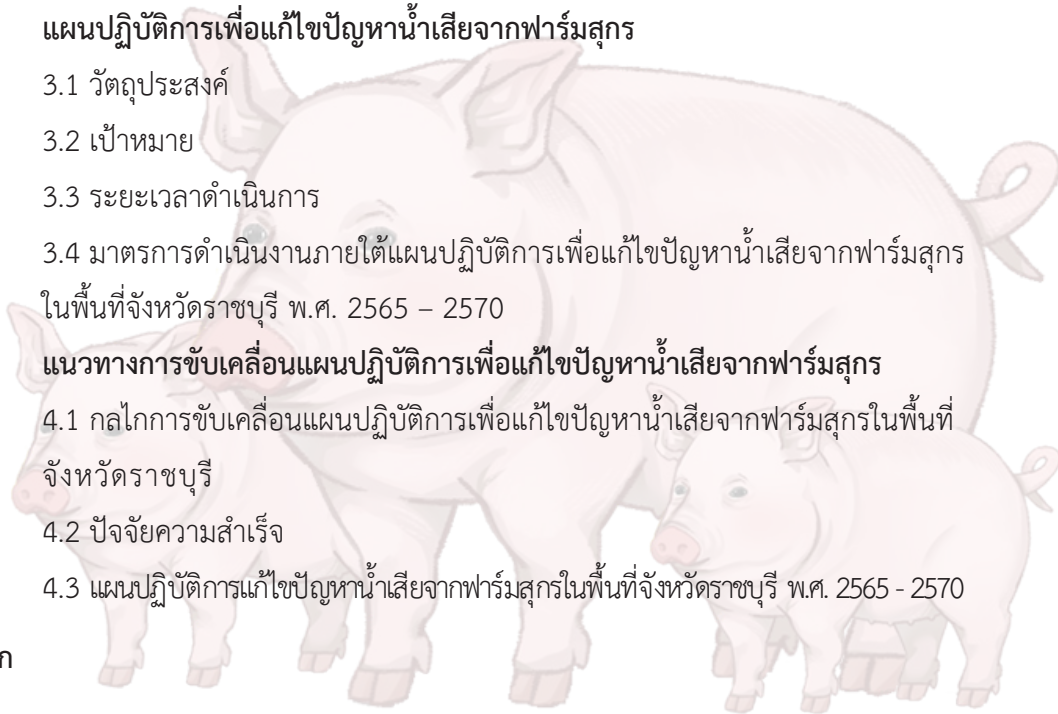 แผนปฏิบัติการเพื่อแก้ไขปัญหาน้ำเสียจากฟาร์มสุกร
3.1 วัตถุประสงค์
3.2 เป้าหมาย
3.3 ระยะเวลาดำเนินการ
3.4 มาตรการดำเนินงานภายใต้แผนปฏิบัติการเพื่อแก้ไขปัญหาน้ำเสียจากฟาร์มสุกร
ในพื้นที่จังหวัดราชบุรี พ.ศ. 2565 – 2570
แนวทางการขับเคลื่อนแผนปฏิบัติการเพื่อแก้ไขปัญหาน้ำเสียจากฟาร์มสุกร
4.1 กลไกการขับเคลื่อนแผนปฏิบัติการเพื่อแก้ไขปัญหาน้ำเสียจากฟาร์มสุกรในพื้นที่
จังหวัดราชบุรี
4.2 ปัจจัยความสำเร็จ
4.3 แผนปฏิบัติการแก้ไขปัญหาน้ำเสียจากฟาร์มสุกรในพื้นที่จังหวัดราชบุรี พ.ศ. 2565 - 2570
ก